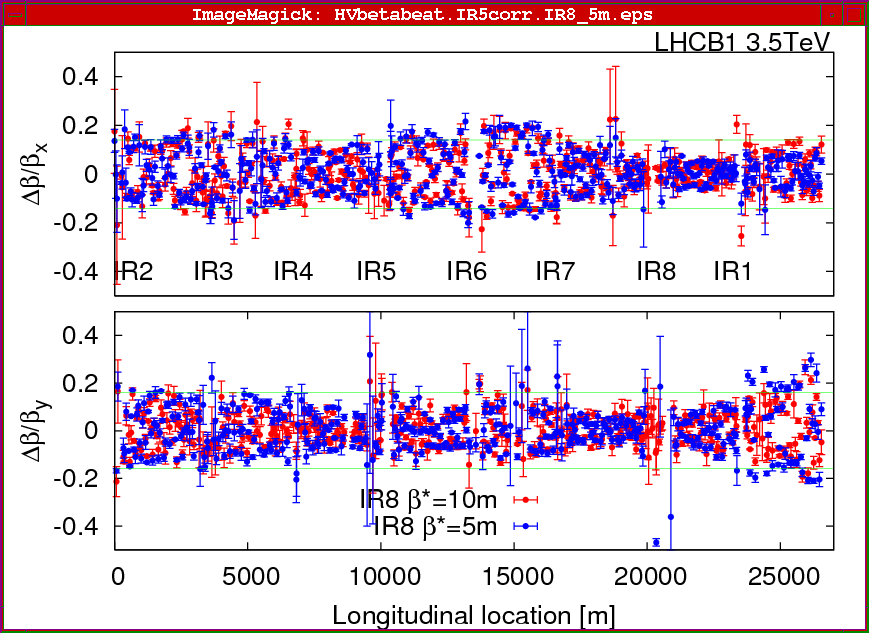 ImageMagick: HVbetabeat.IR5corr.IR8_5m.eps
LHCB1 3.5TeV
0.4
0.2
0
-0.2
-0.4
Δβ/βx
IR2 IR3 IR4 IR5 IR6 IR7 IR8 IR1
0.4
0.2
0
-0.2
-0.4
Δβ/βy
IR8 β*=10m
IR8 β*=5m
0 5000 10000 15000 20000 25000
Longitudinal location [m]